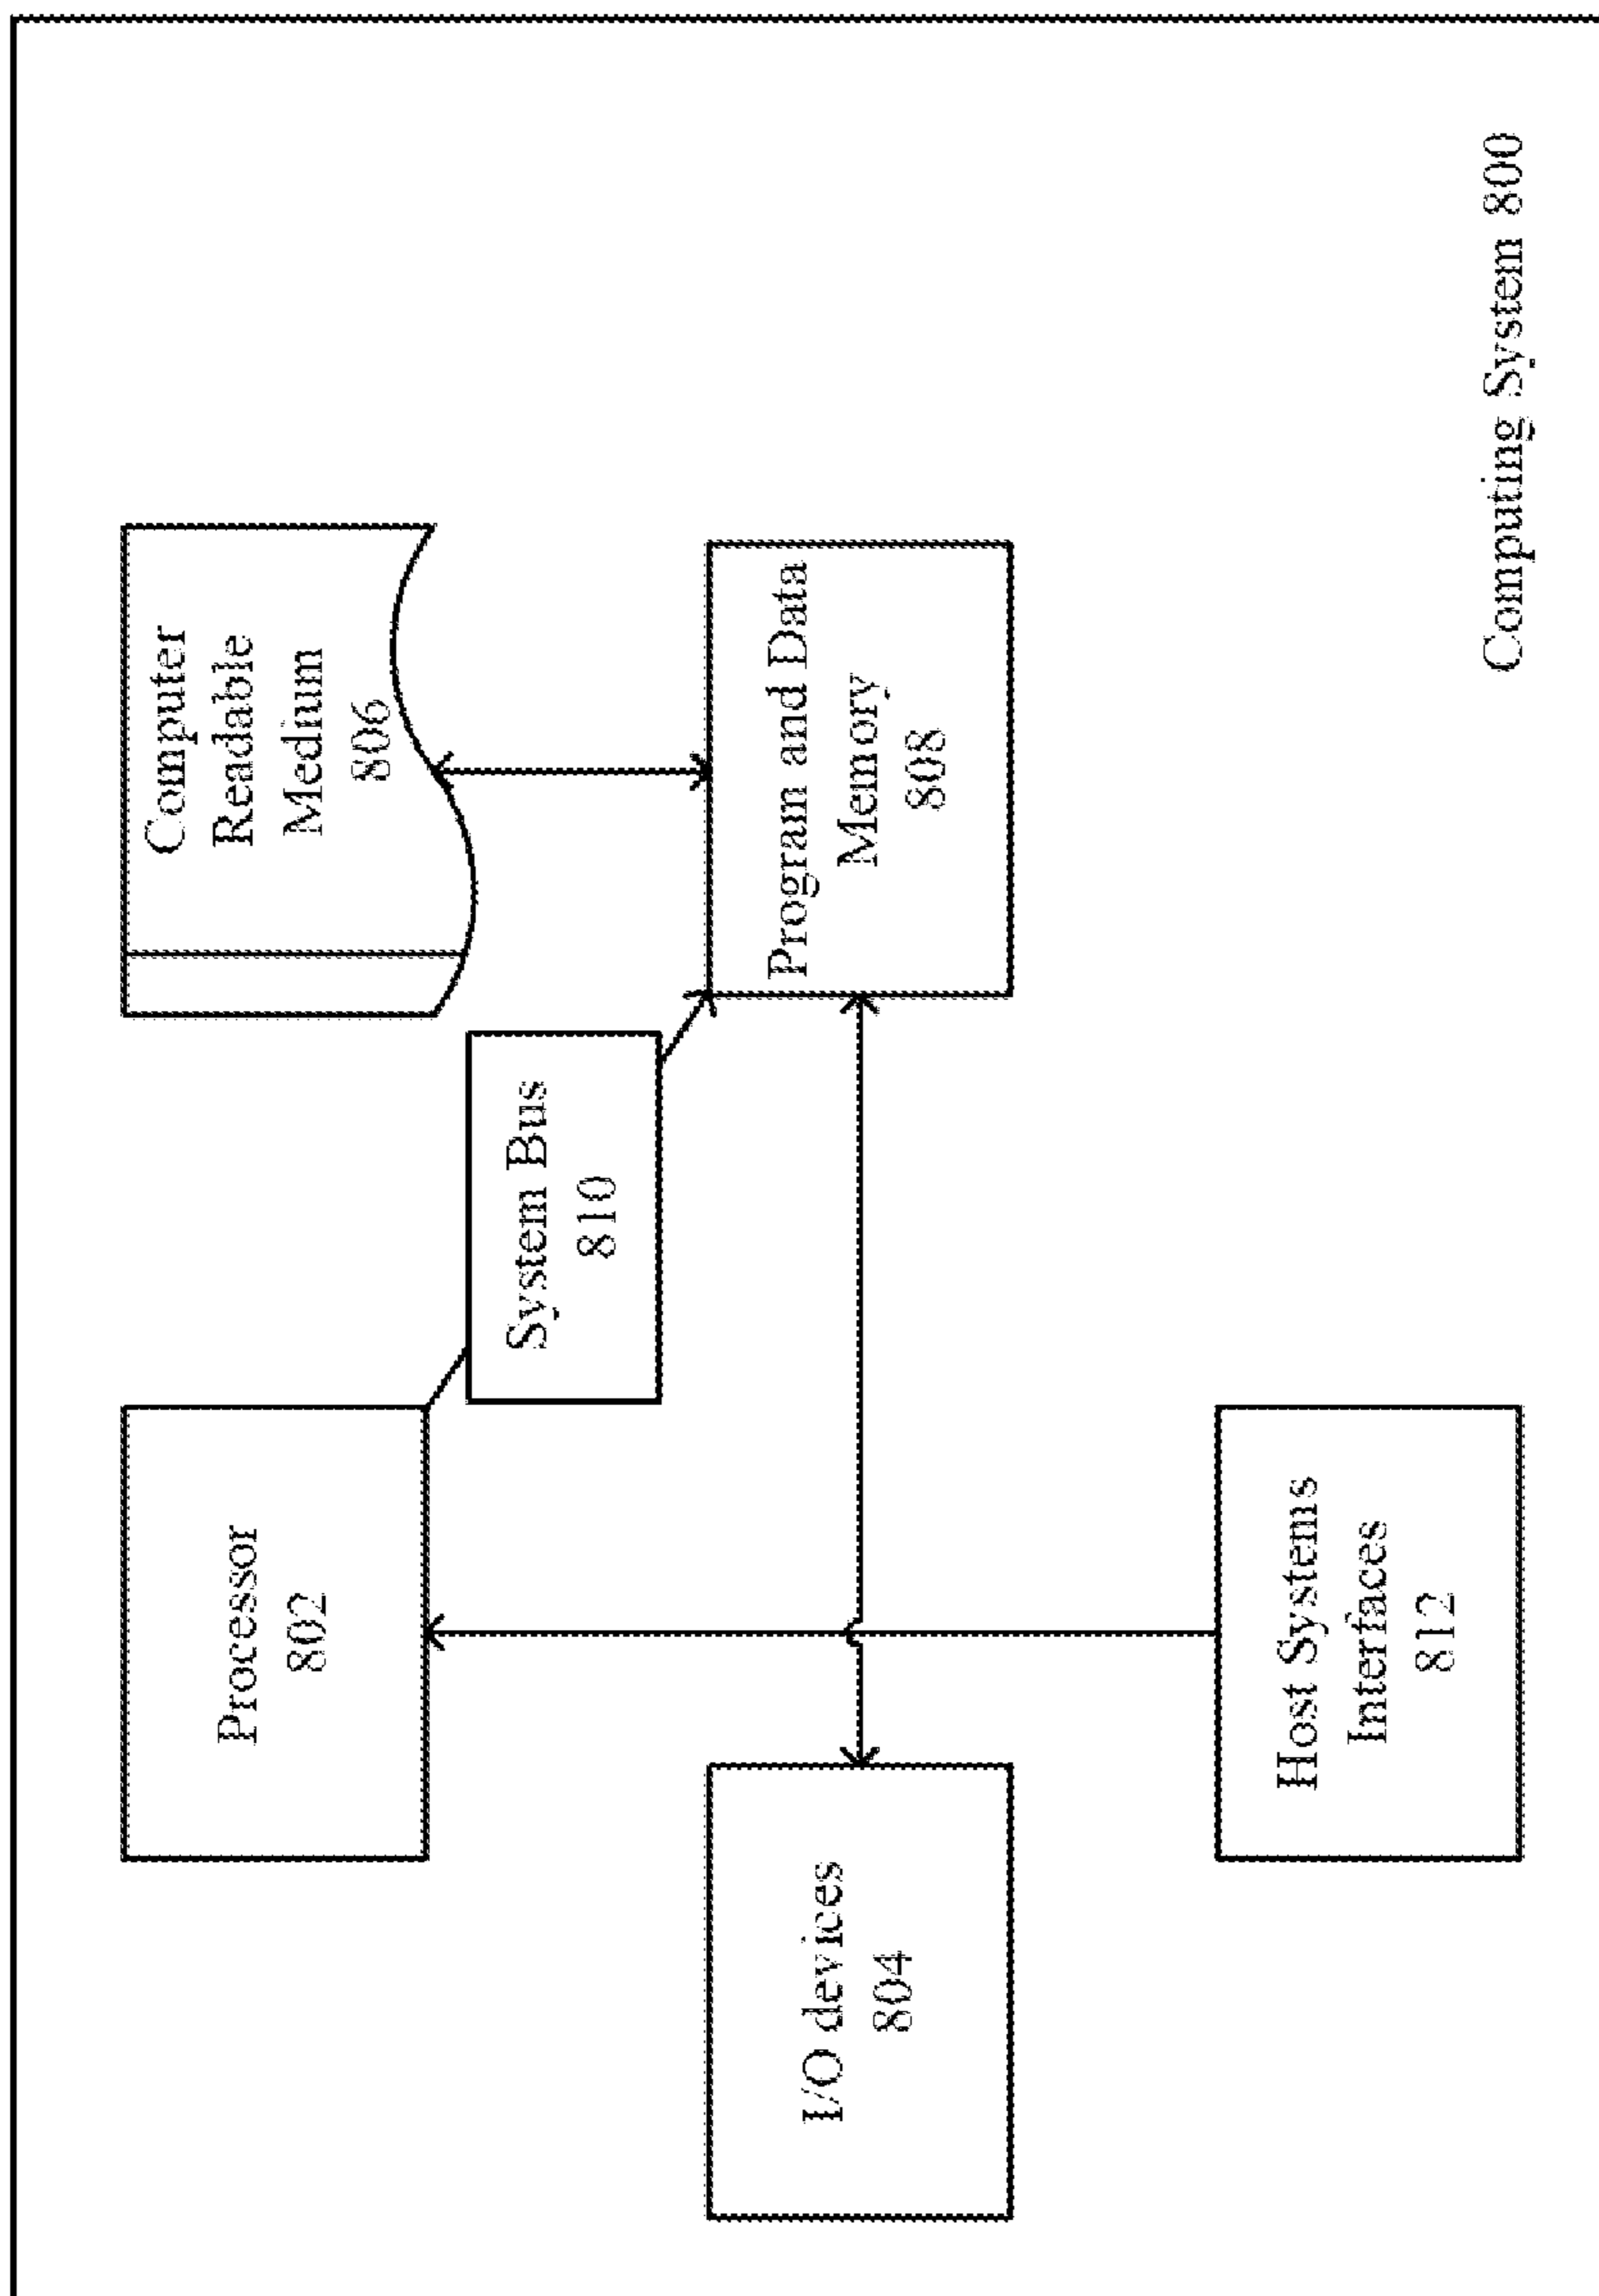 Processor
802
Computer
Readable
Medium
806
System Bus
810
I/O devices
804
Program and Data
Memory
808
Host Systems
Interfaces
812
Computing System 800